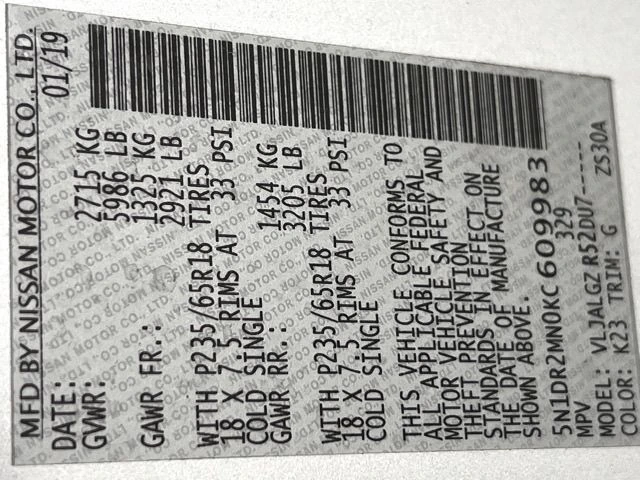 MFD BY NISSAN MOTOR CO., LTD.
DATE: 01/19
GVWR: 2715 KG
5986 LB
GAWR FR.: 1325 KG
2921 LB
WITH P235/65R18 TIRES
18 X 7.5 RIMS AT 33 PSI
COLD SINGLE
GAWR RR.: 1454 KG
3205 LB
WITH P235/65R18 TIRES
18 X 7.5 RIMS AT 33 PSI
COLD SINGLE
THIS VEHICLE CONFORMS TO
ALL APPLICABLE FEDERAL
MOTOR VEHICLE SAFETY AND
THEFT PREVENTION
STANDARDS IN EFFECT ON
THE DATE OF MANUFACTURE
SHOWN ABOVE.
5N1DR2MN0KC609983
MPV 329
MODEL: VLJALGZ R52DU7-----
COLOR: K23 TRIM: G ZS30A